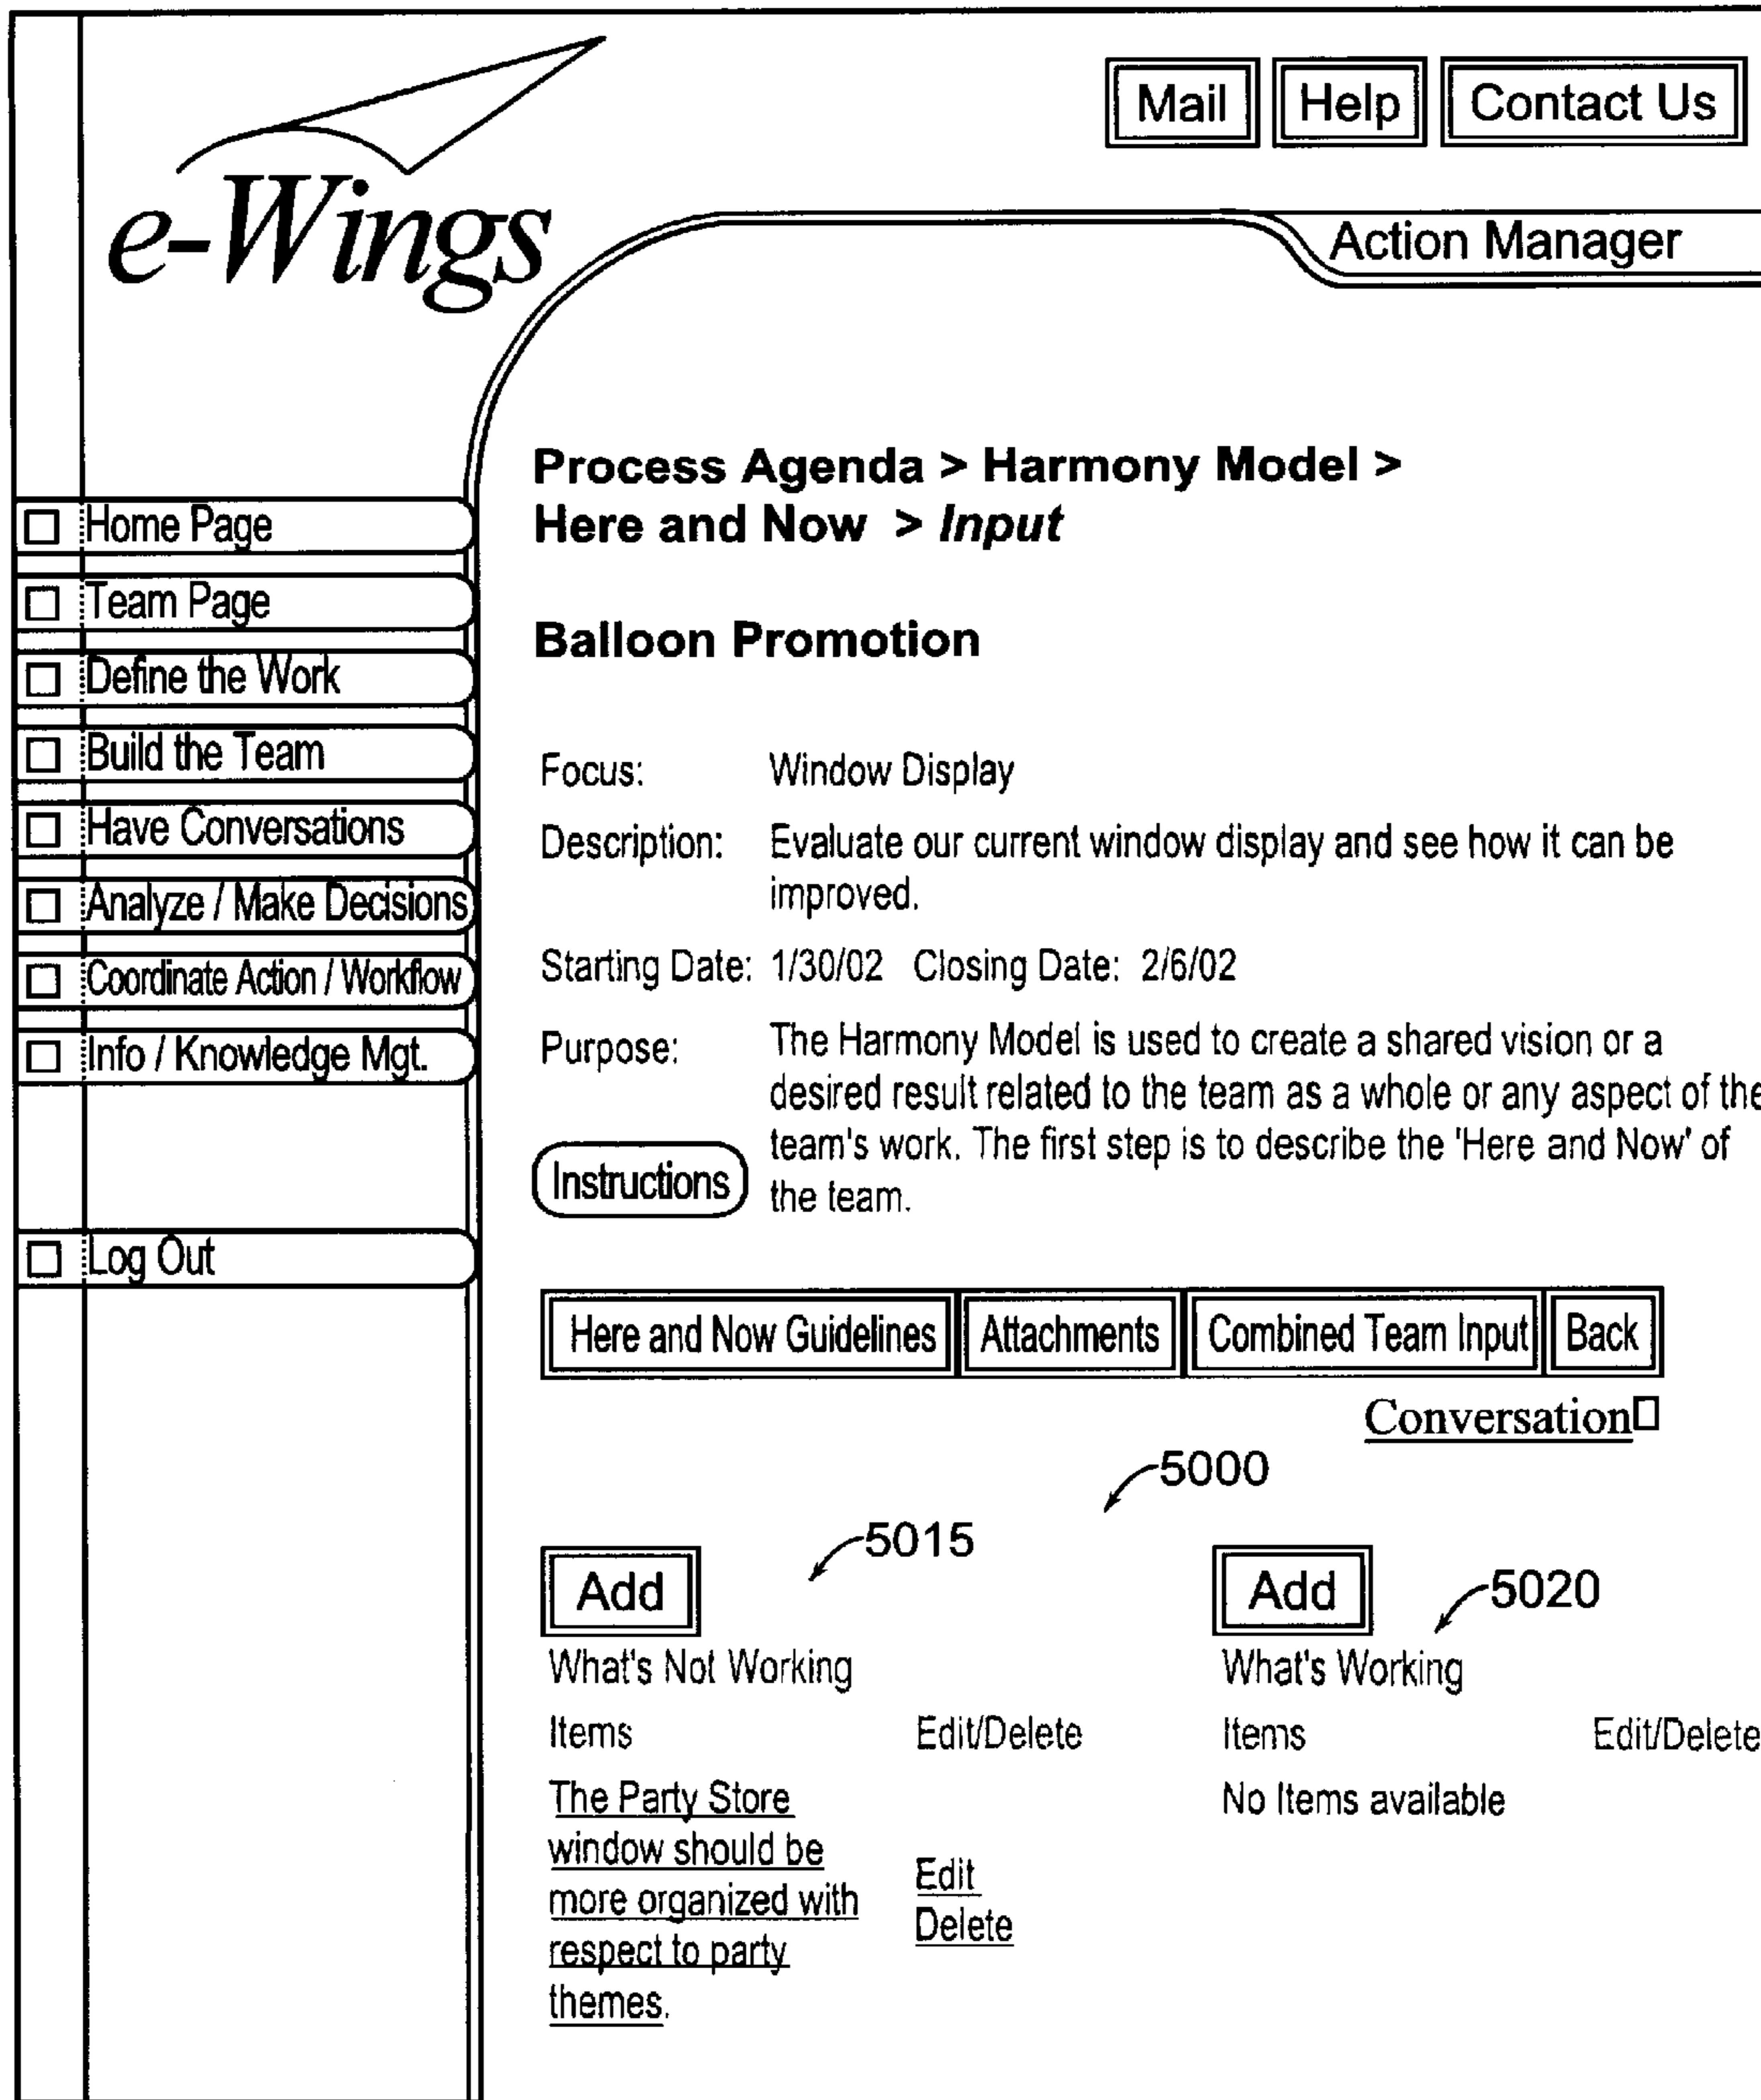 Mail Help Contact Us
e-Wings
Action Manager
Home Page
Team Page
Define the Work
Build the Team
Have Conversations
Analyze / Make Decisions
Coordinate Action / Workflow
Info / Knowledge Mgt.
Log Out
Process Agenda > Harmony Model >
Here and Now > Input
Balloon Promotion
Focus: Window Display
Description: Evaluate our current window display and see how it can be
improved.
Starting Date: 1/30/02 Closing Date: 2/6/02
Purpose: The Harmony Model is used to create a shared vision or a
desired result related to the team as a whole or any aspect of the
team's work. The first step is to describe the 'Here and Now' of
the team.
Instructions
Here and Now Guidelines Attachments Combined Team Input Back
Conversation
5000
5015
5020
Add Add
What's Not Working What's Working
Items Edit/Delete Items Edit/Delete
The Party Store
window should be
more organized with
respect to party
themes.
Edit
Delete
No Items available